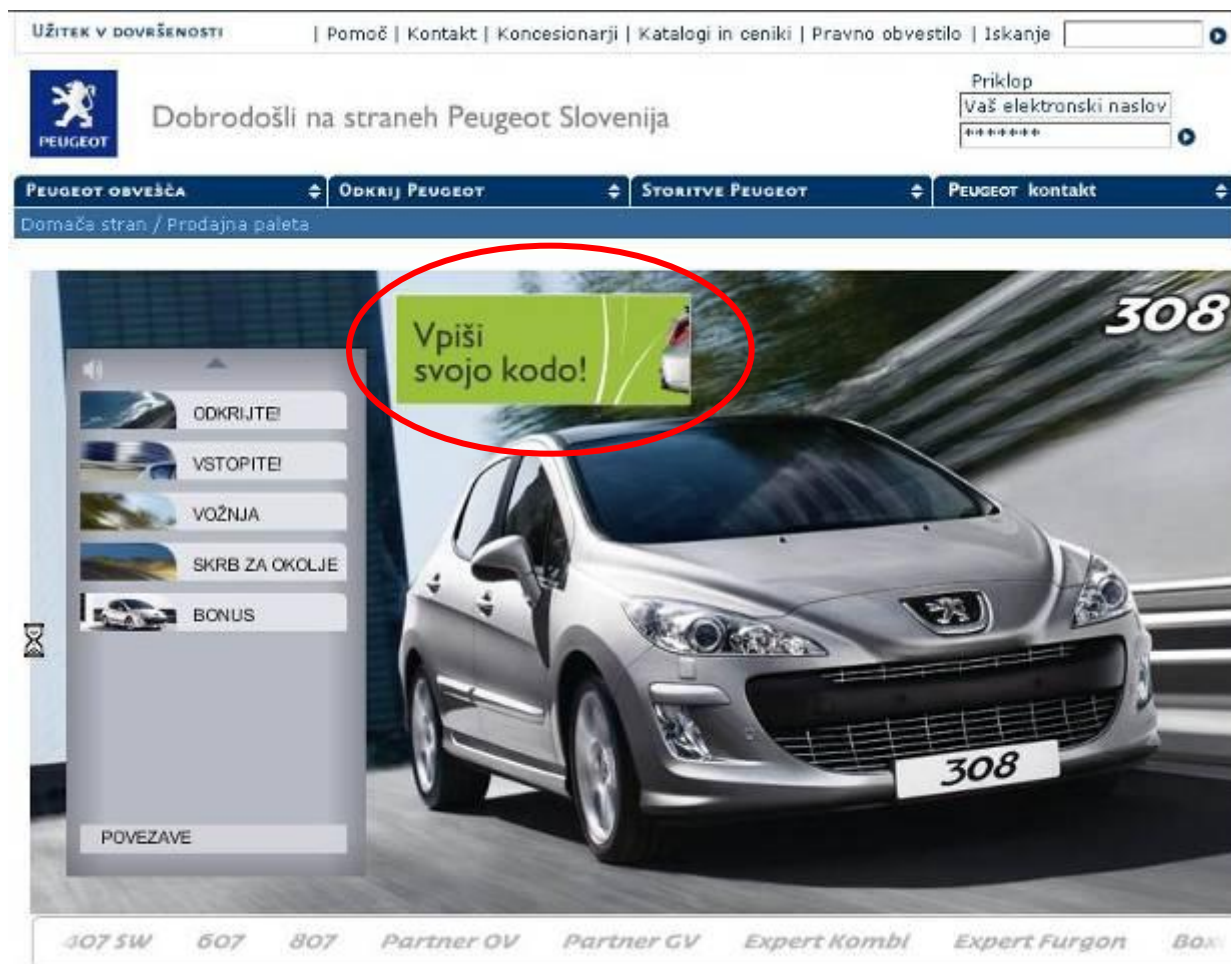 UŽITEK V DOVRŠENOSTI | Pomoč | Kontakt | Koncesionarji | Katalogi in ceniki | Pravno obvestilo | Iskanje
Priklop
Vaš elektronski naslov
*******
PEUGEOT
Dobrodošli na straneh Peugeot Slovenija
PEUGEOT OBVEŠČA ODKRIJ PEUGEOT STORITVE PEUGEOT PEUGEOT kontakt
Domača stran / Prodajna paleta
308
Vpiši
svojo kodo!
ODKRIJTE!
VSTOPITE!
VOŽNJA
SKRB ZA OKOLJE
BONUS
308
POVEZAVE
407 SW 607 807 Partner OV Partner GV Expert Kombi Expert Furgon